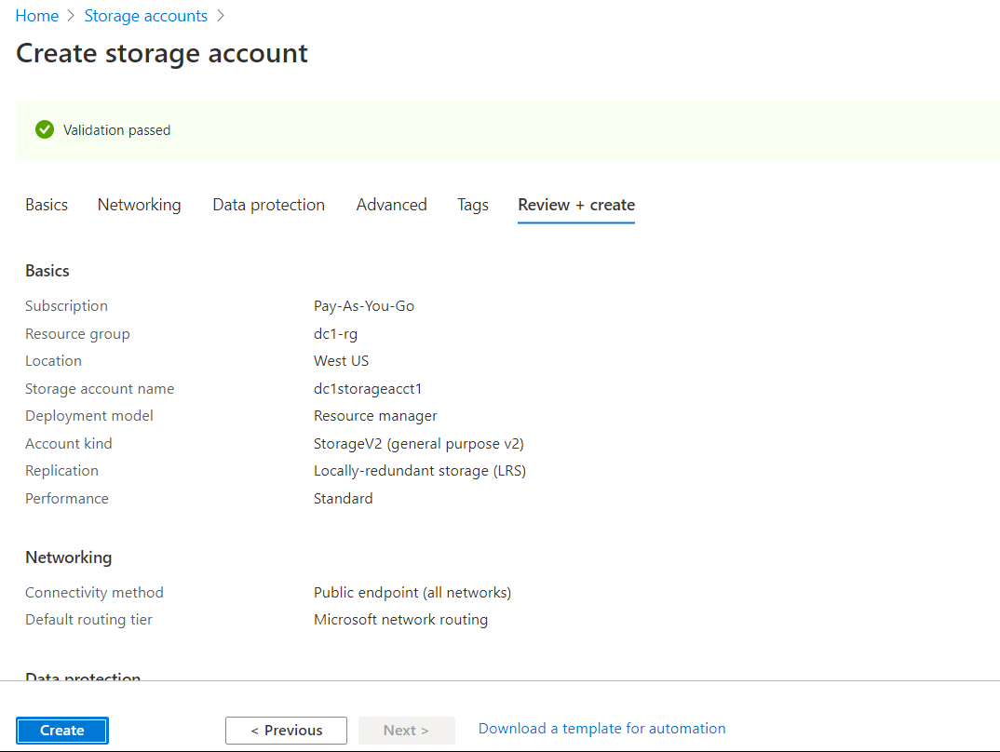 Home > Storage accounts >
Create storage account
Validation passed
Basics Networking Data protection Advanced Tags Review + create
Basics
Subscription Pay-As-You-Go
Resource group dc1-rg
Location West US
Storage account name dc1storageacct1
Deployment model Resource manager
Account kind StorageV2 (general purpose v2)
Replication Locally-redundant storage (LRS)
Performance Standard
Networking
Connectivity method Public endpoint (all networks)
Default routing tier Microsoft network routing
Data protection
Create < Previous Next > Download a template for automation